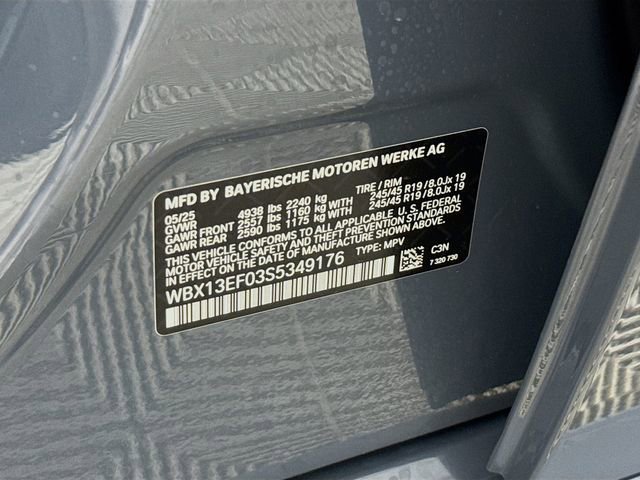 MFD BY BAYERISCHE MOTOREN WERKE AG
05/25 TIRE / RIM
GVWR 4938 lbs 2240 kg
GAWR FRONT 2557 lbs 1160 kg WITH 245/45 R19 / 8.0Jx 19
GAWR REAR 2590 lbs 1175 kg WITH 245/45 R19 / 8.0Jx 19
THIS VEHICLE CONFORMS TO ALL APPLICABLE U.S. FEDERAL
MOTOR VEHICLE SAFETY AND THEFT PREVENTION STANDARDS
IN EFFECT ON THE DATE OF MANUFACTURE SHOWN ABOVE.
WBX13EF03S5349176 TYPE: MPV C3N
7 320 730